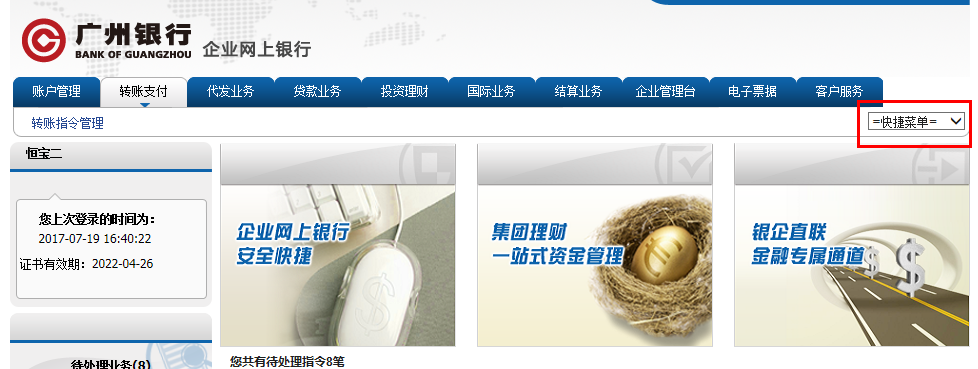 广州银行
BANK OF GUANGZHOU
企业网上银行
账户管理 转账支付 代发业务 贷款业务 投资理财 国际业务 结算业务 企业管理台 电子票据 客户服务
转账指令管理
=快捷菜单=
恒宝二
您上次登录的时间为：
2017-07-19 16:40:22
证书有效期：2022-04-26
企业网上银行
安全快捷
集团理财
一站式资金管理
银企直联
金融专属通道
待处理业务(8)
您共有待处理指令8笔